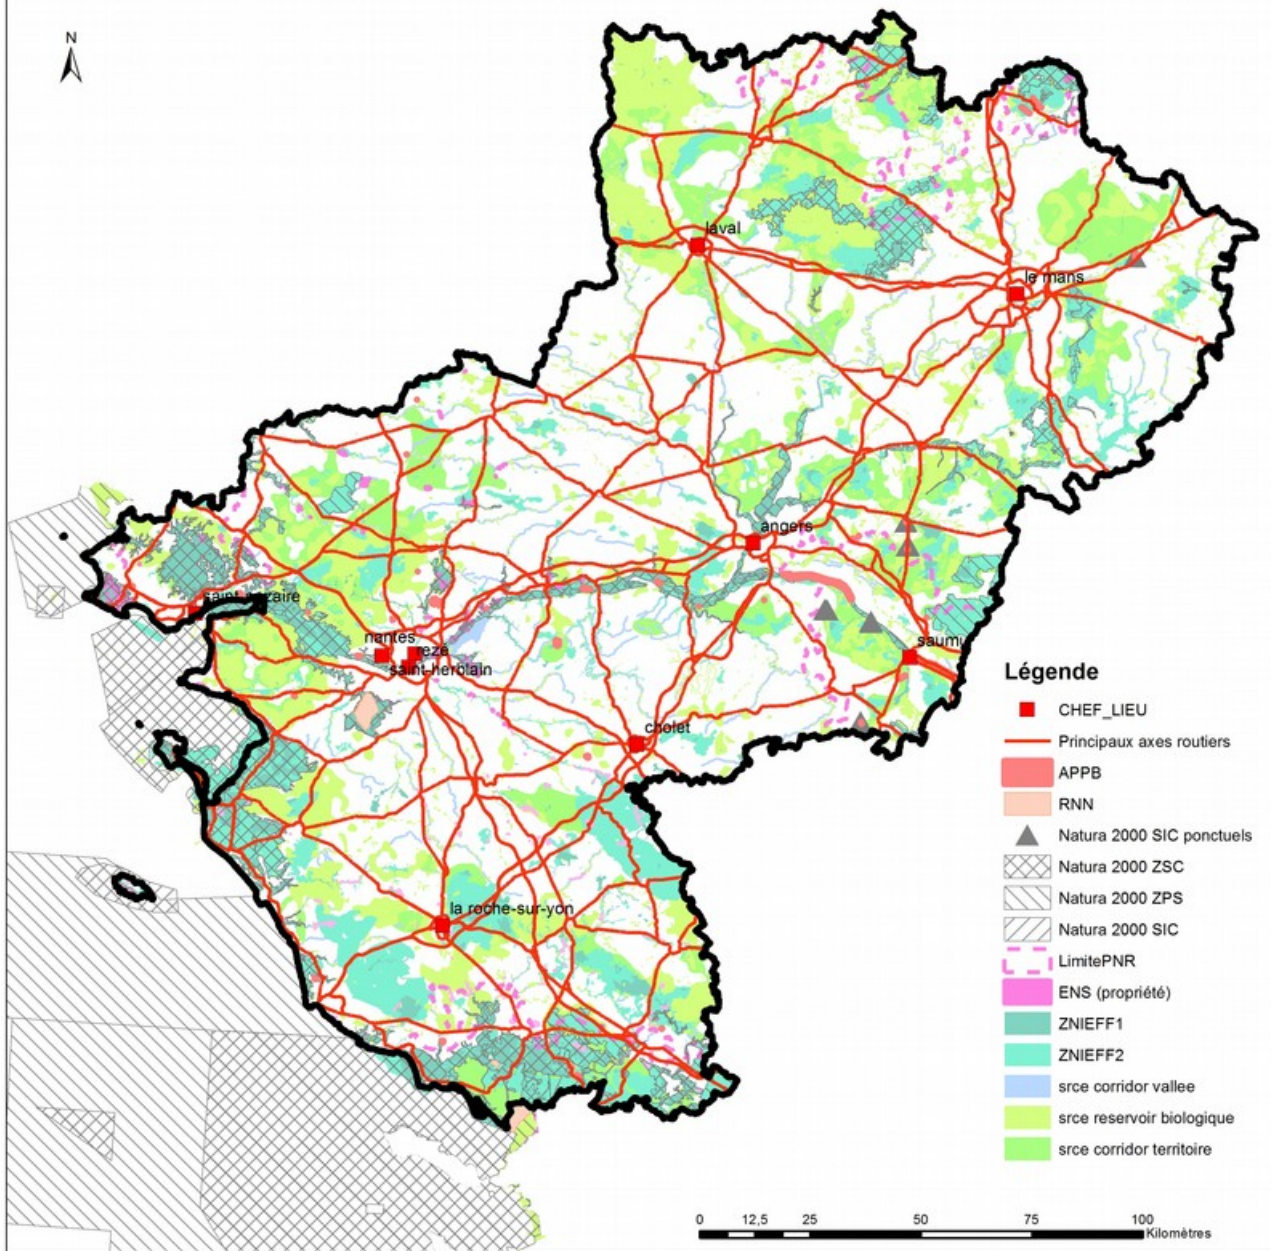 N
laval
le mans
angers
saint-nazaire
nantes
rezé
saint-herblain
saumu
cholet
la roche-sur-yon
Légende
CHEF_LIEU
Principaux axes routiers
APPB
RNN
Natura 2000 SIC ponctuels
Natura 2000 ZSC
Natura 2000 ZPS
Natura 2000 SIC
LimitePNR
ENS (propriété)
ZNIEFF1
ZNIEFF2
srce corridor vallee
srce reservoir biologique
srce corridor territoire
0 12,5 25 50 75 100
Kilomètres